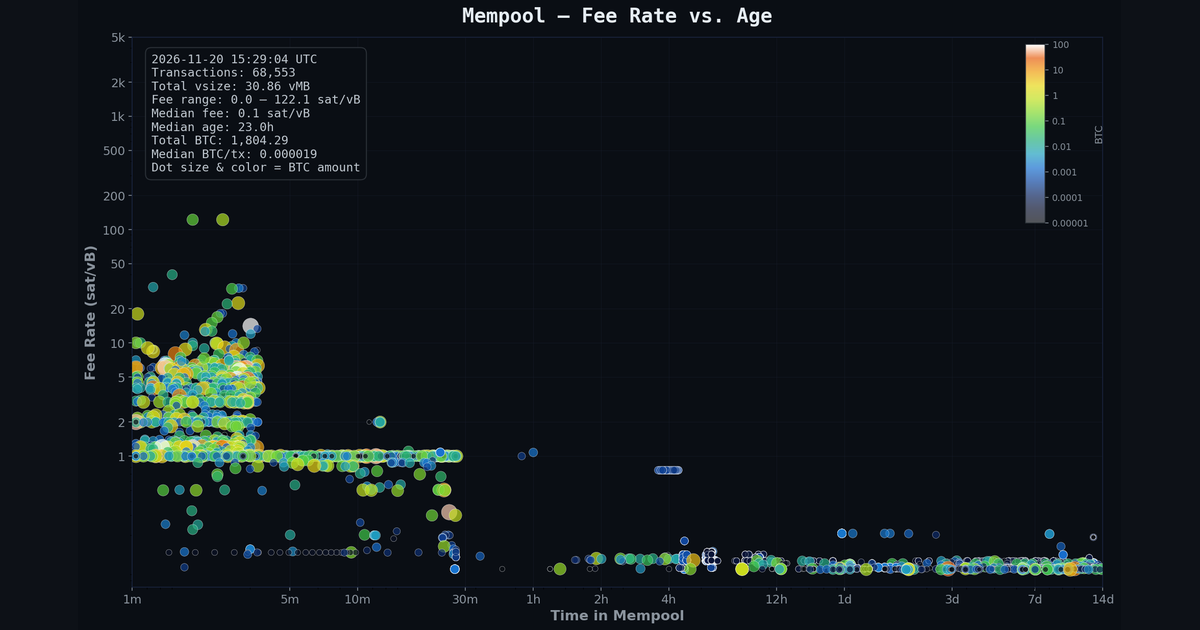 Mempool — Fee Rate vs. Age
2026-11-20 15:29:04 UTC
Transactions: 68,553
Total vsize: 30.86 vMB
Fee range: 0.0 — 122.1 sat/vB
Median fee: 0.1 sat/vB
Median age: 23.0h
Total BTC: 1,804.29
Median BTC/tx: 0.000019
Dot size & color = BTC amount
100
10
1
0.1
0.01
0.001
0.0001
0.00001
BTC
Fee Rate (sat/vB)
5k
2k
1k
500
200
100
50
20
10
5
2
1
1m 5m 10m 30m 1h 2h 4h 12h 1d 3d 7d 14d
Time in Mempool